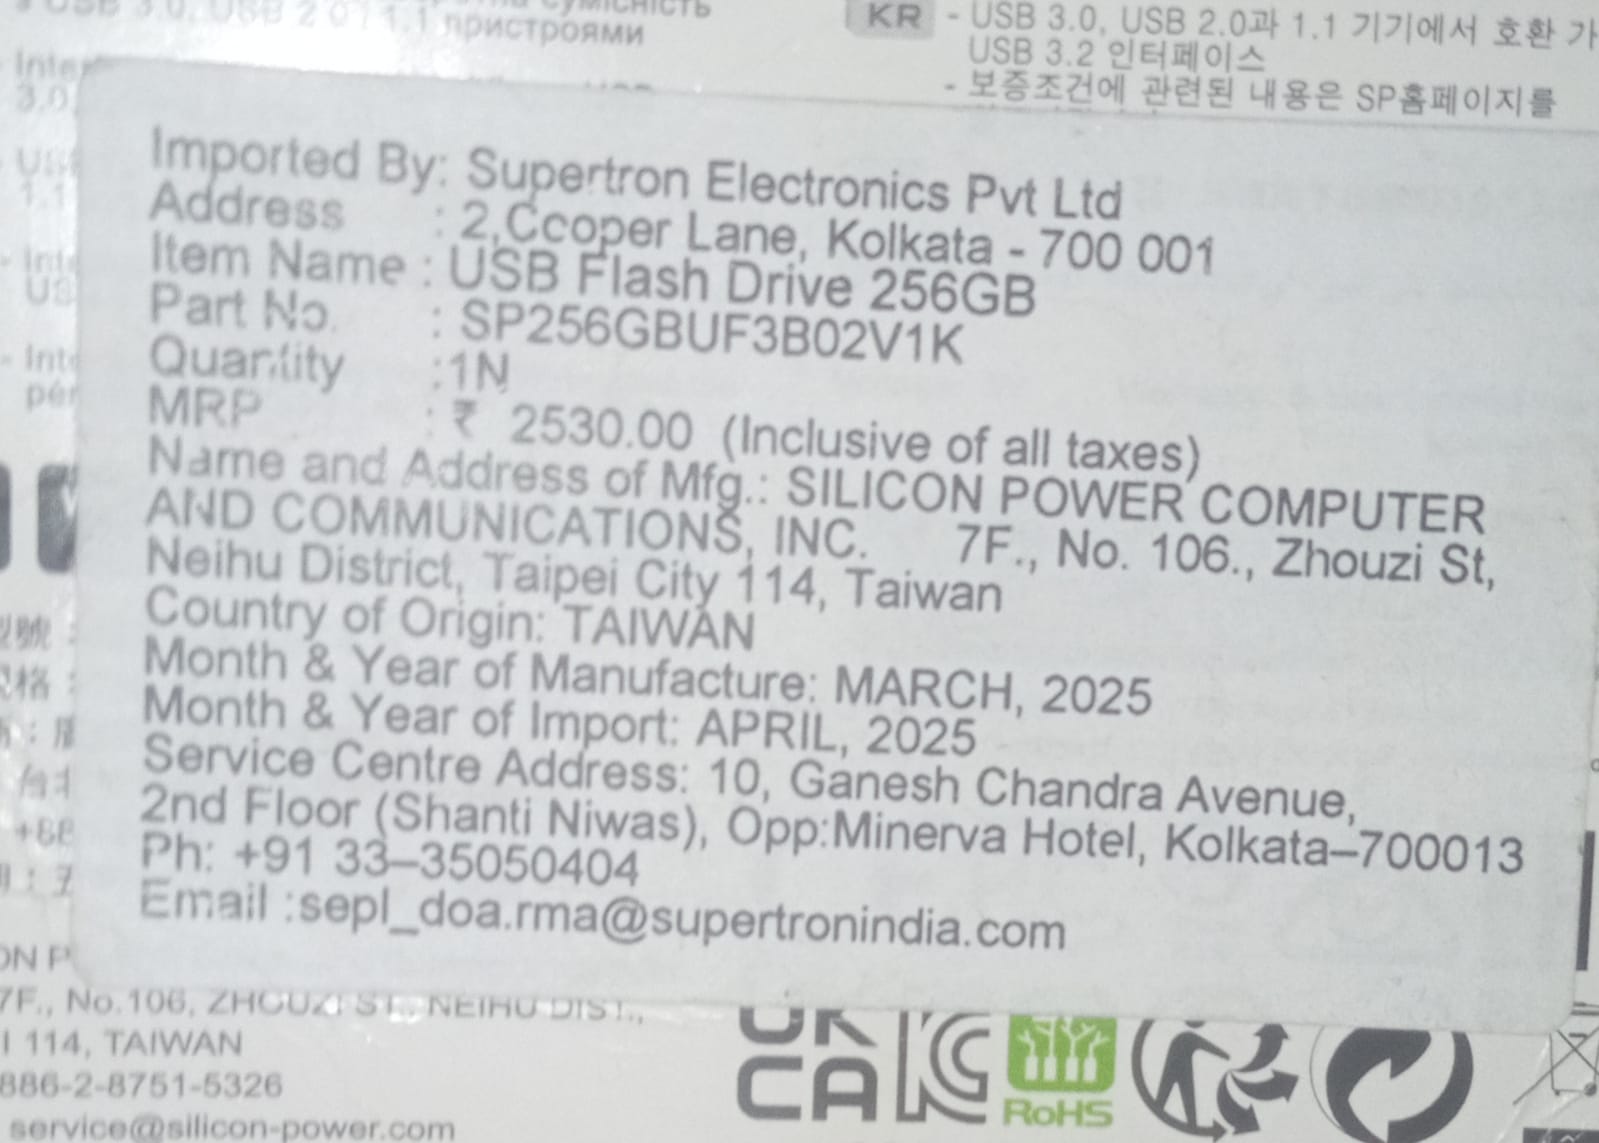 USB 3.0, USB 2.0 і 1.1 пристроями
KR - USB 3.0, USB 2.0과 1.1 기기에서 호환
USB 3.2 인터페이스
- 보증조건에 관련된 내용은 SP홈페이지를
Imported By: Supertron Electronics Pvt Ltd
Address : 2,Ccoper Lane, Kolkata - 700 001
Item Name : USB Flash Drive 256GB
Part No. : SP256GBUF3B02V1K
Quantity :1N
MRP : ₹ 2530.00 (Inclusive of all taxes)
Name and Address of Mfg.: SILICON POWER COMPUTER
AND COMMUNICATIONS, INC. 7F., No. 106., Zhouzi St,
Neihu District, Taipei City 114, Taiwan
Country of Origin: TAIWAN
Month & Year of Manufacture: MARCH, 2025
Month & Year of Import: APRIL, 2025
Service Centre Address: 10, Ganesh Chandra Avenue,
2nd Floor (Shanti Niwas), Opp:Minerva Hotel, Kolkata–700013
Ph: +91 33–35050404
Email :sepl_doa.rma@supertronindia.com
7F., No.106, ZHOUZI ST., NEIHU DIST.,
114, TAIWAN
886-2-8751-5326
service@silicon-power.com
UK
CA
RoHS